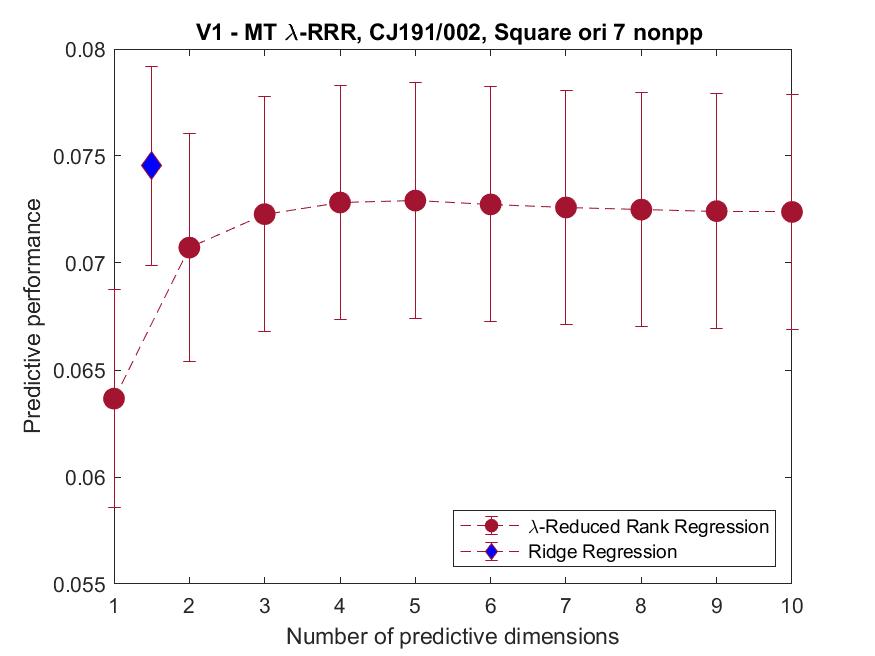 V1 - MT λ-RRR, CJ191/002, Square ori 7 nonpp
0.08
0.075
0.07
0.065
0.06
0.055
Predictive performance
1 2 3 4 5 6 7 8 9 10
Number of predictive dimensions
λ-Reduced Rank Regression
Ridge Regression